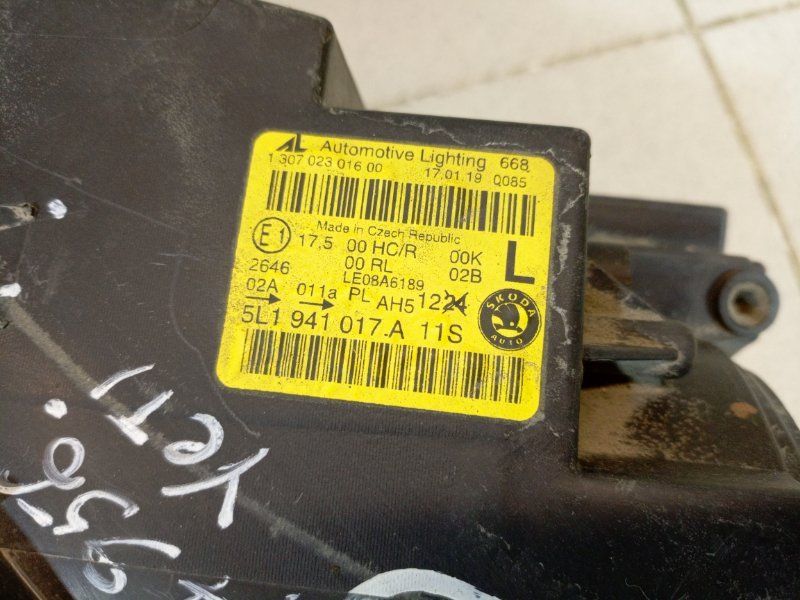 AL Automotive Lighting 668
1 307 023 016 00 17.01.19 0085
Made in Czech Republic
E1 17,5 00 HC/R 00K L
2646 00 RL 02B
LE08A6189
02A 011a PL AH5 1224
SKODA
AUTO
5L1 941 017 A 11S
Yeti